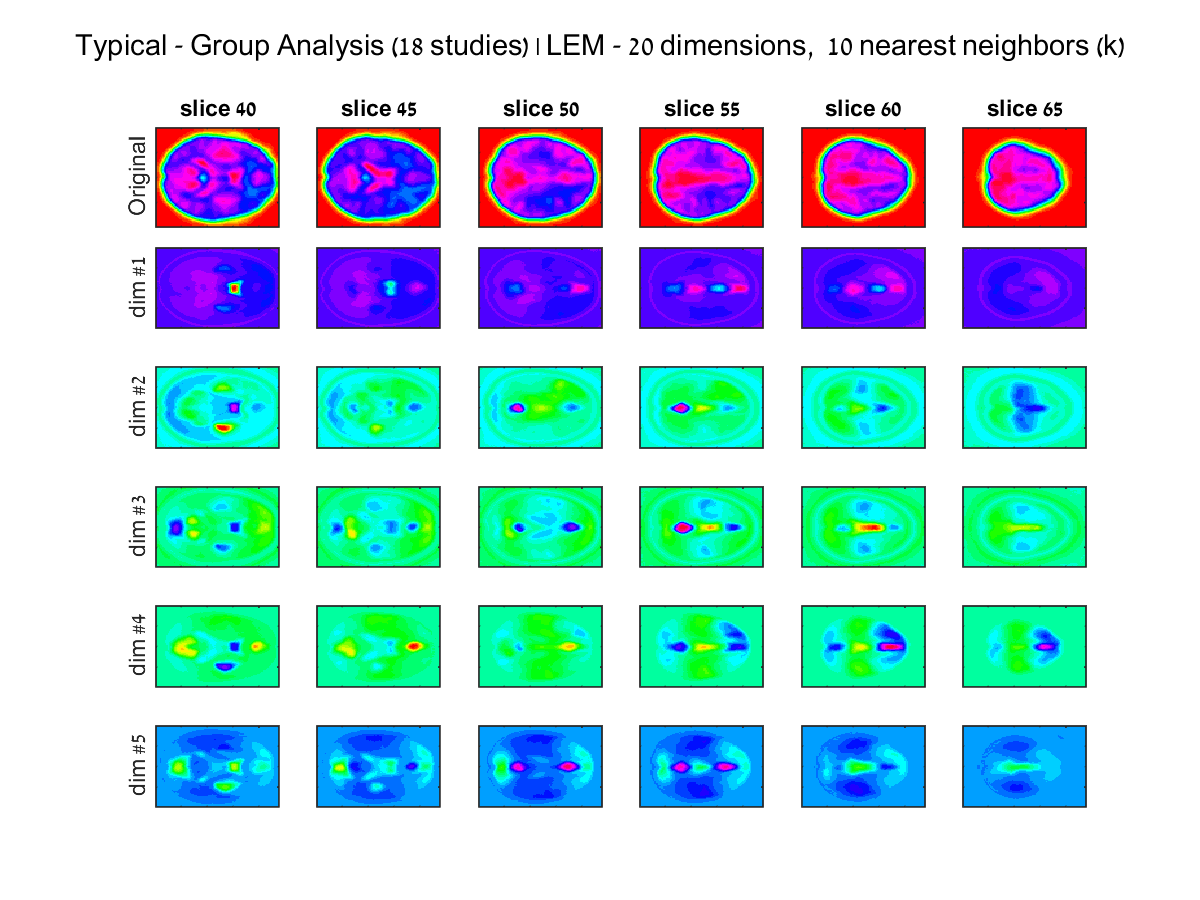 Typical - Group Analysis (18 studies) | LEM - 20 dimensions, 10 nearest neighbors (k)
slice 40 slice 45 slice 50 slice 55 slice 60 slice 65
Original
dim #1
dim #2
dim #3
dim #4
dim #5